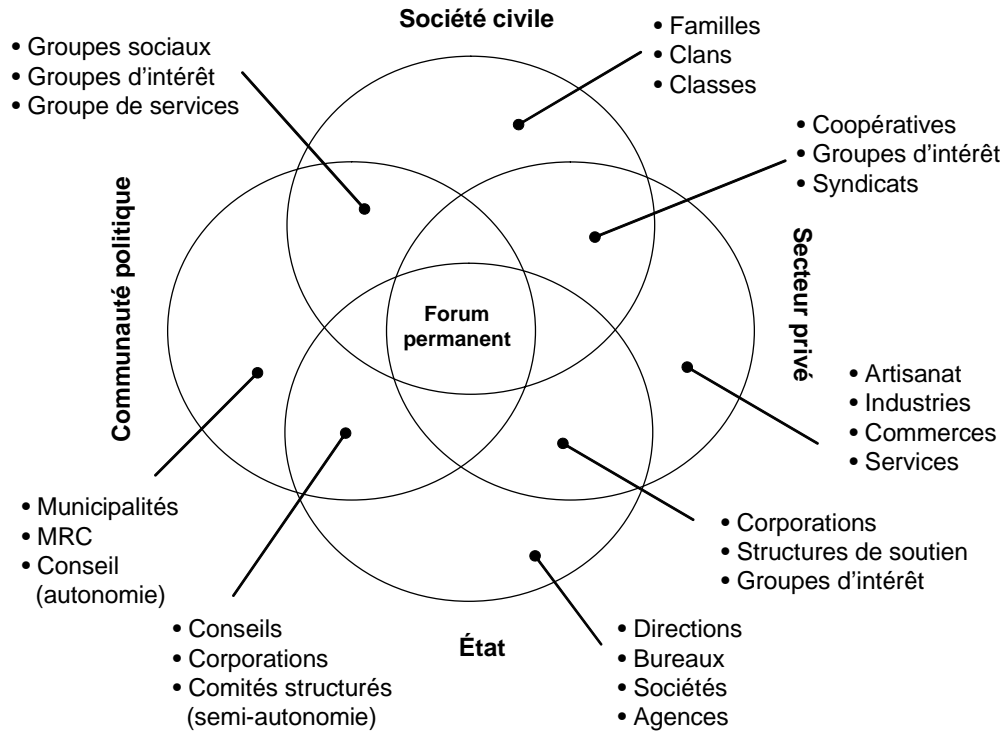 Société civile
• Groupes sociaux
• Groupes d'intérêt
• Groupe de services
• Familles
• Clans
• Classes
• Coopératives
• Groupes d’intérêt
• Syndicats
Communauté politique
Secteur privé
Forum
permanent
• Artisanat
• Industries
• Commerces
• Services
• Municipalités
• MRC
• Conseil
(autonomie)
• Corporations
• Structures de soutien
• Groupes d’intérêt
• Conseils
• Corporations
• Comités structurés
(semi-autonomie)
État
• Directions
• Bureaux
• Sociétés
• Agences